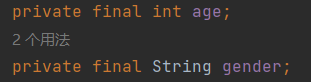 private final int age;
2 个用法
private final String gender;